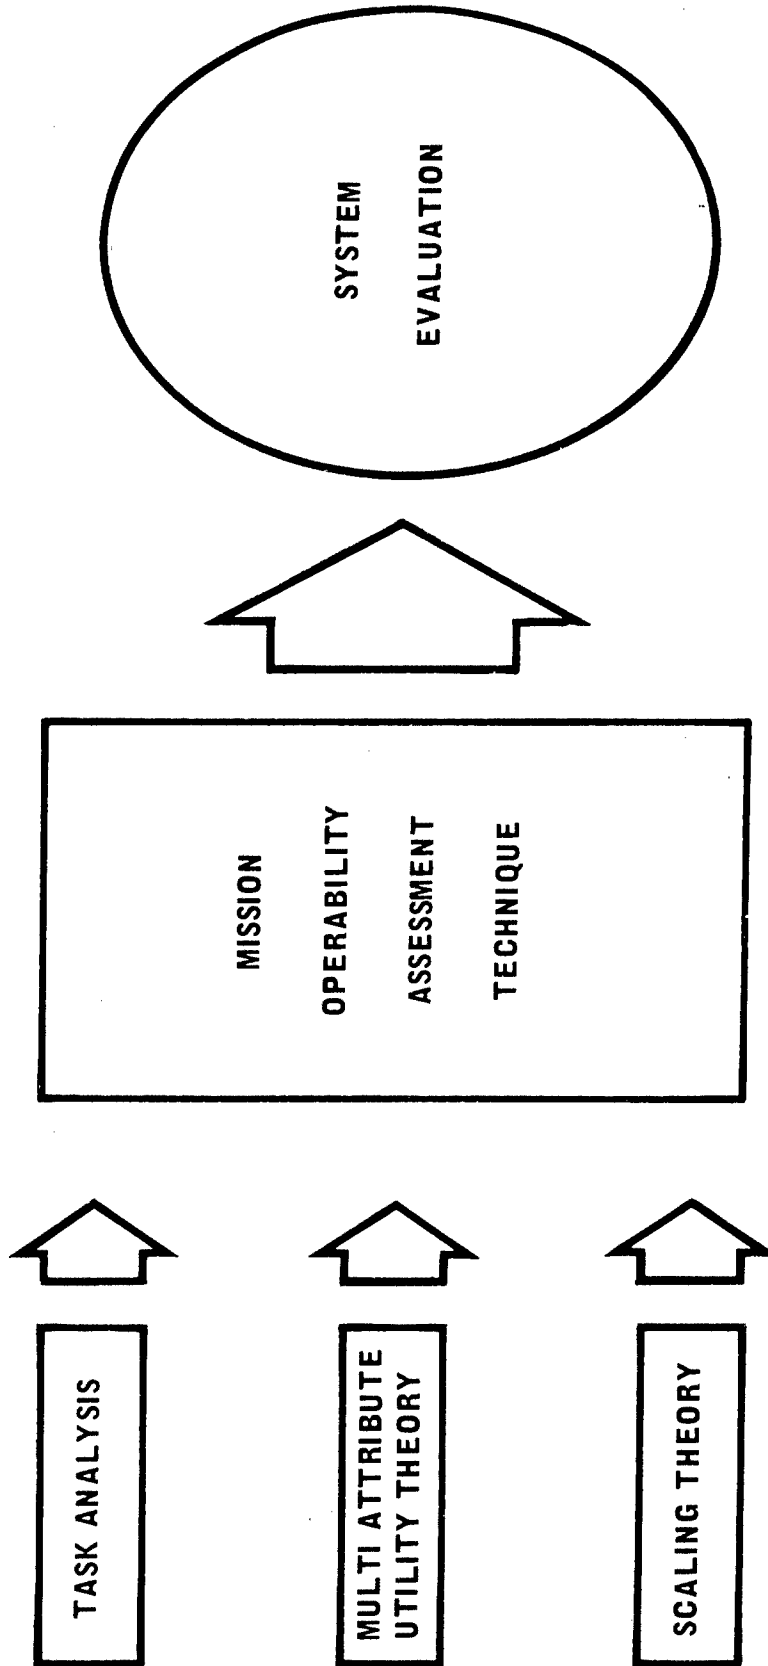 TASK ANALYSIS
MULTI ATTRIBUTE
UTILITY THEORY
SCALING THEORY
MISSION
OPERABILITY
ASSESSMENT
TECHNIQUE
SYSTEM
EVALUATION